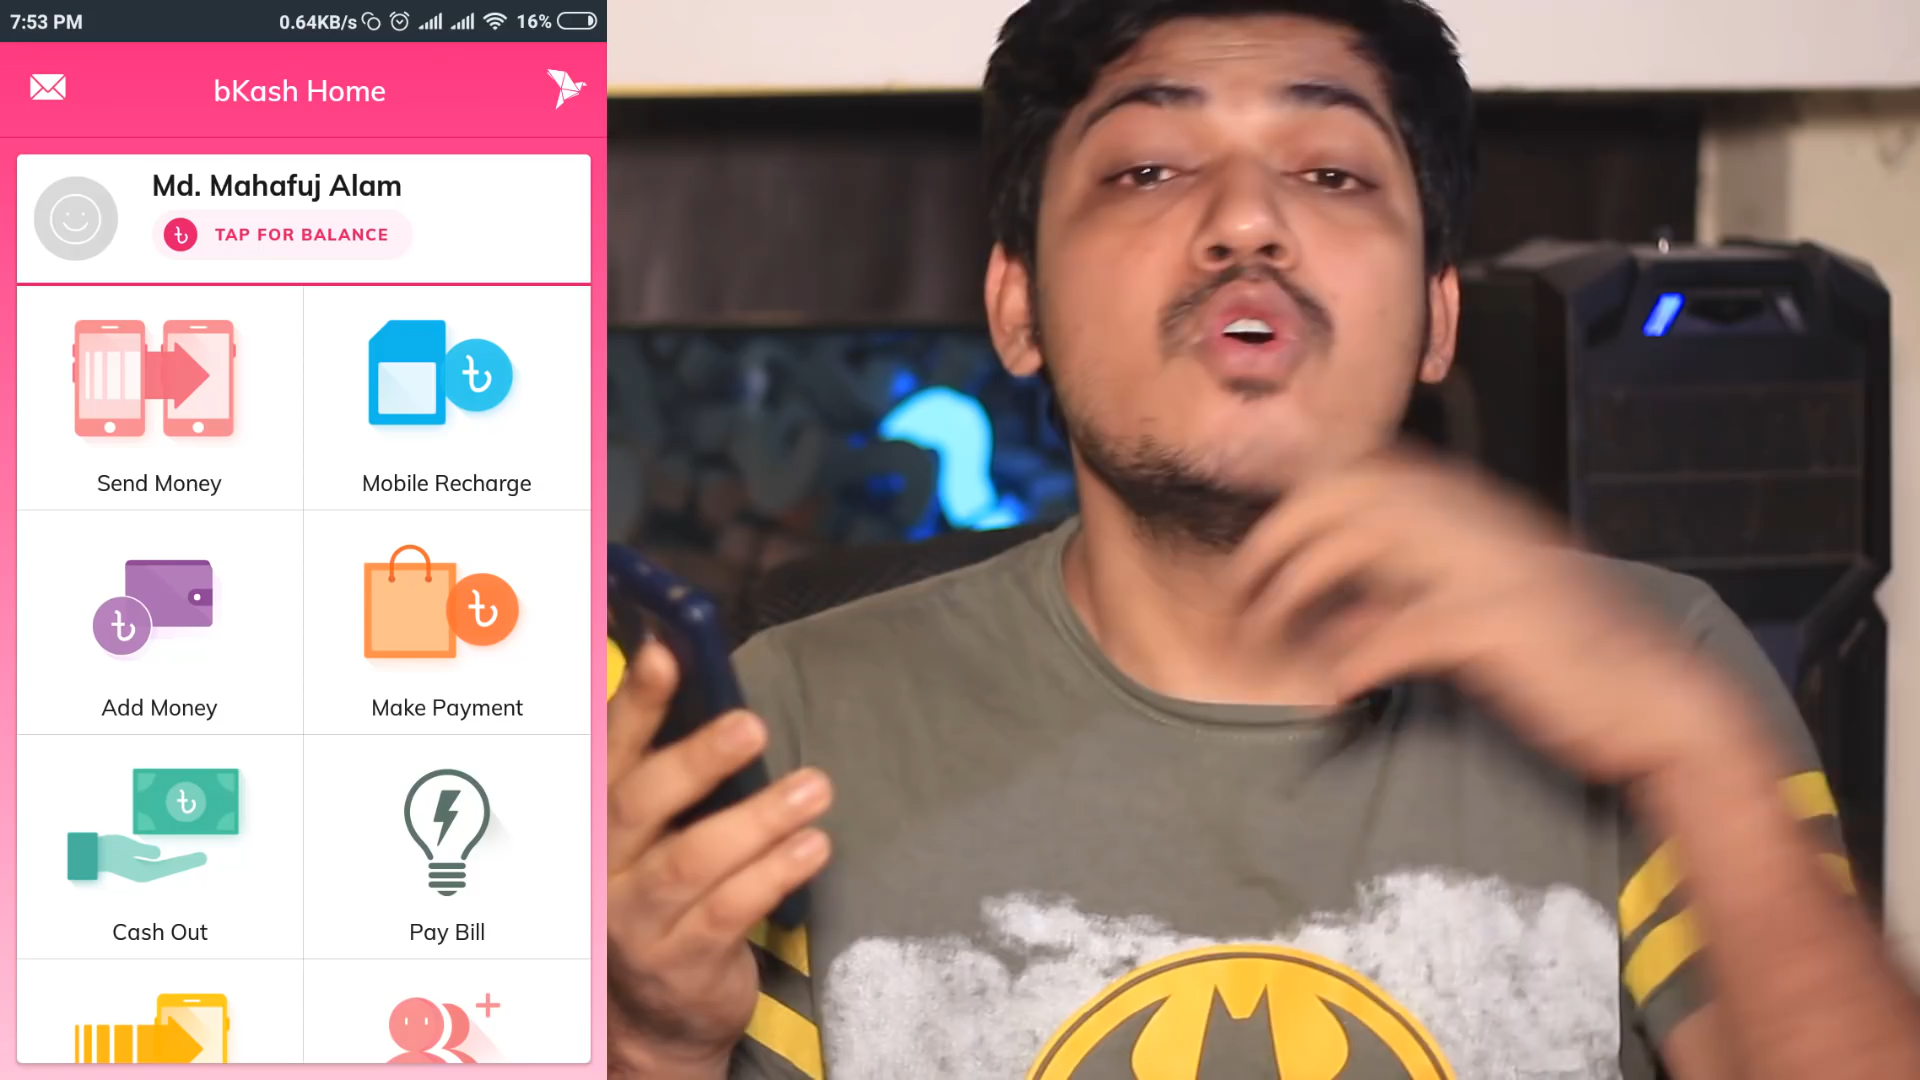 7:53 PM 0.64KB/s 16%
bKash Home
Md. Mahafuj Alam
TAP FOR BALANCE
Send Money
Mobile Recharge
Add Money
Make Payment
Cash Out
Pay Bill